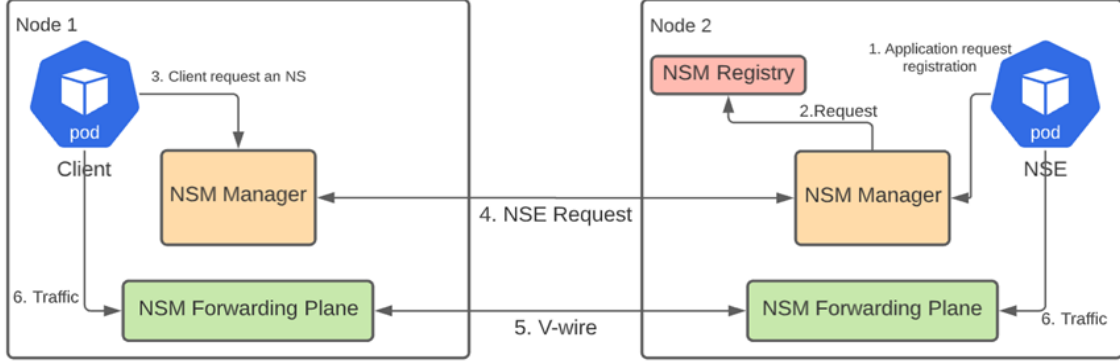 Node 1
pod
Client
3. Client request an NS
NSM Manager
6. Traffic
NSM Forwarding Plane
4. NSE Request
5. V-wire
Node 2
NSM Registry
1. Application request
registration
2.Request
pod
NSE
NSM Manager
NSM Forwarding Plane
6. Traffic